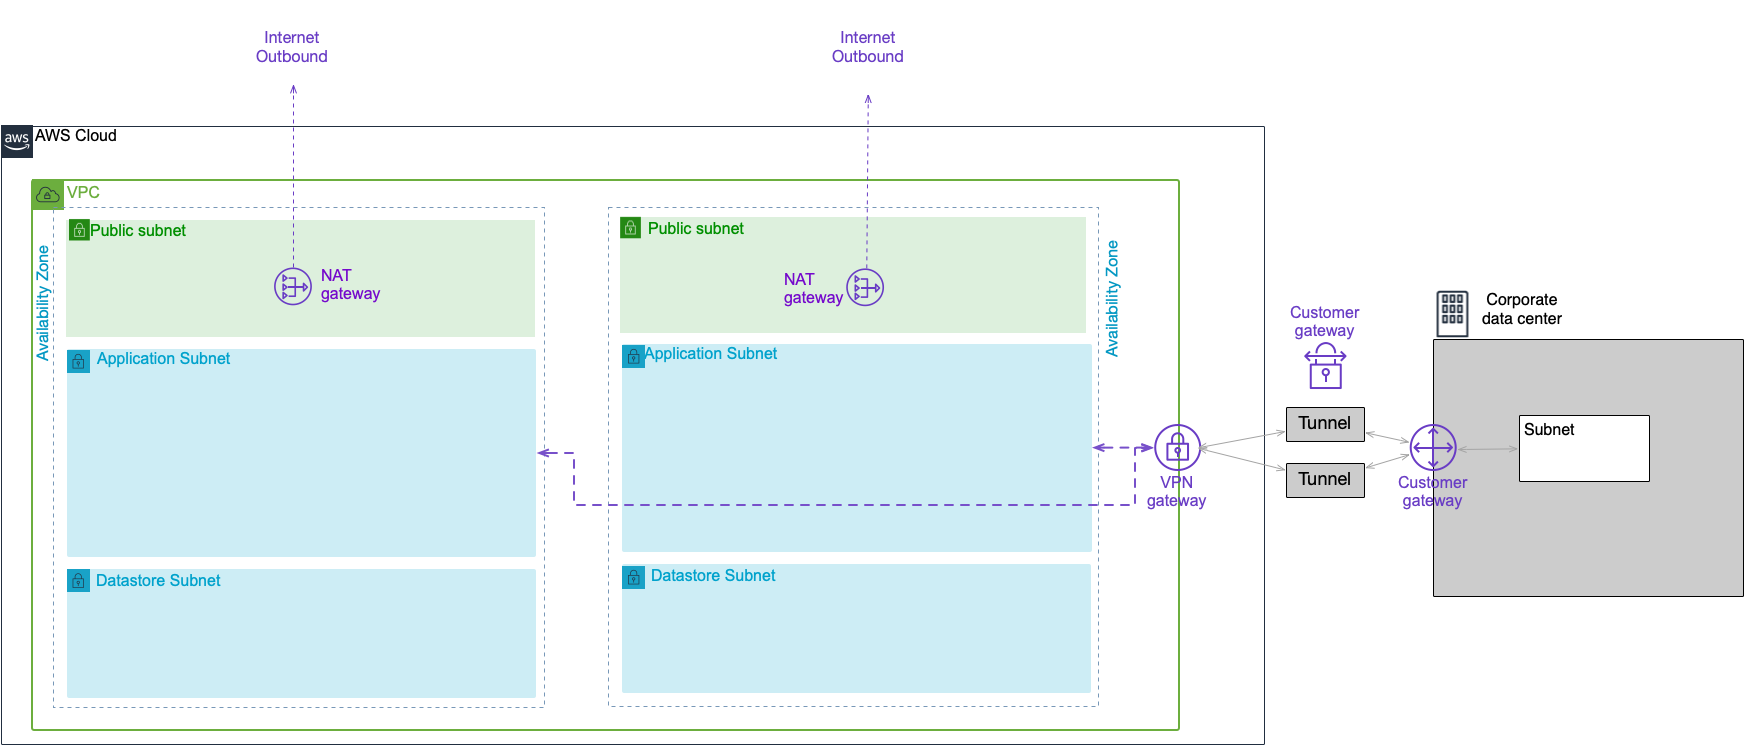 Internet
Outbound
Internet
Outbound
aws
AWS Cloud
VPC
Availability Zone
Public subnet
NAT
gateway
Application Subnet
Datastore Subnet
Public subnet
NAT
gateway
Application Subnet
Datastore Subnet
Availability Zone
VPN
gateway
Customer
gateway
Tunnel
Tunnel
Customer
gateway
Corporate
data center
Subnet